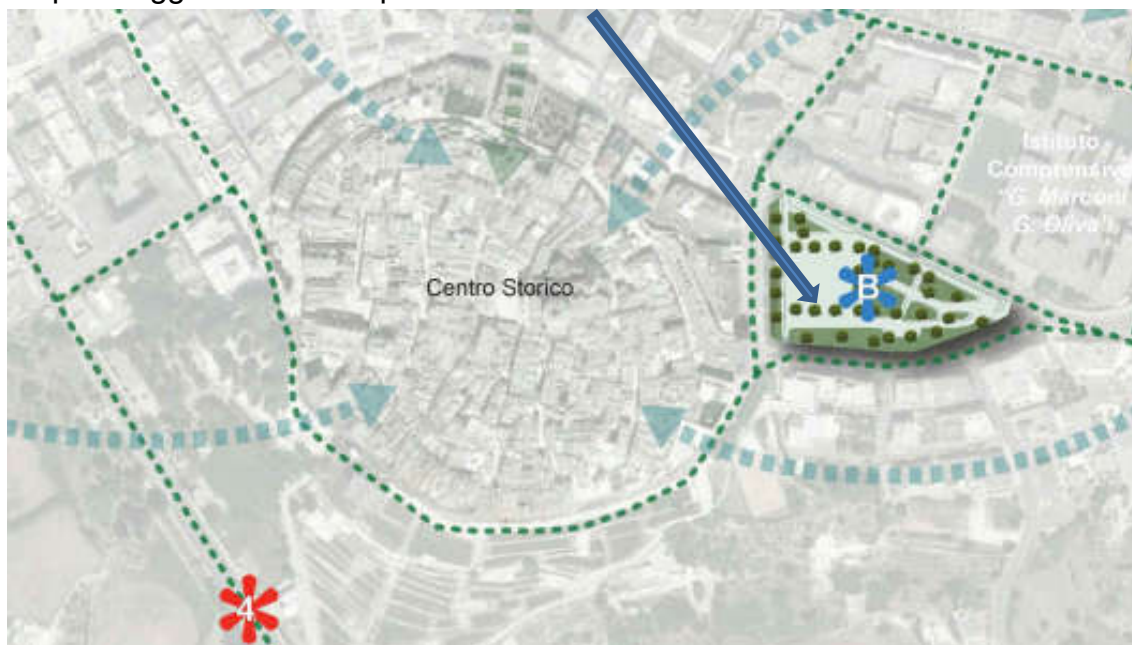 Istituto
Comprensivo
"G. Marconi
G. Oliva"
B
Centro Storico
4